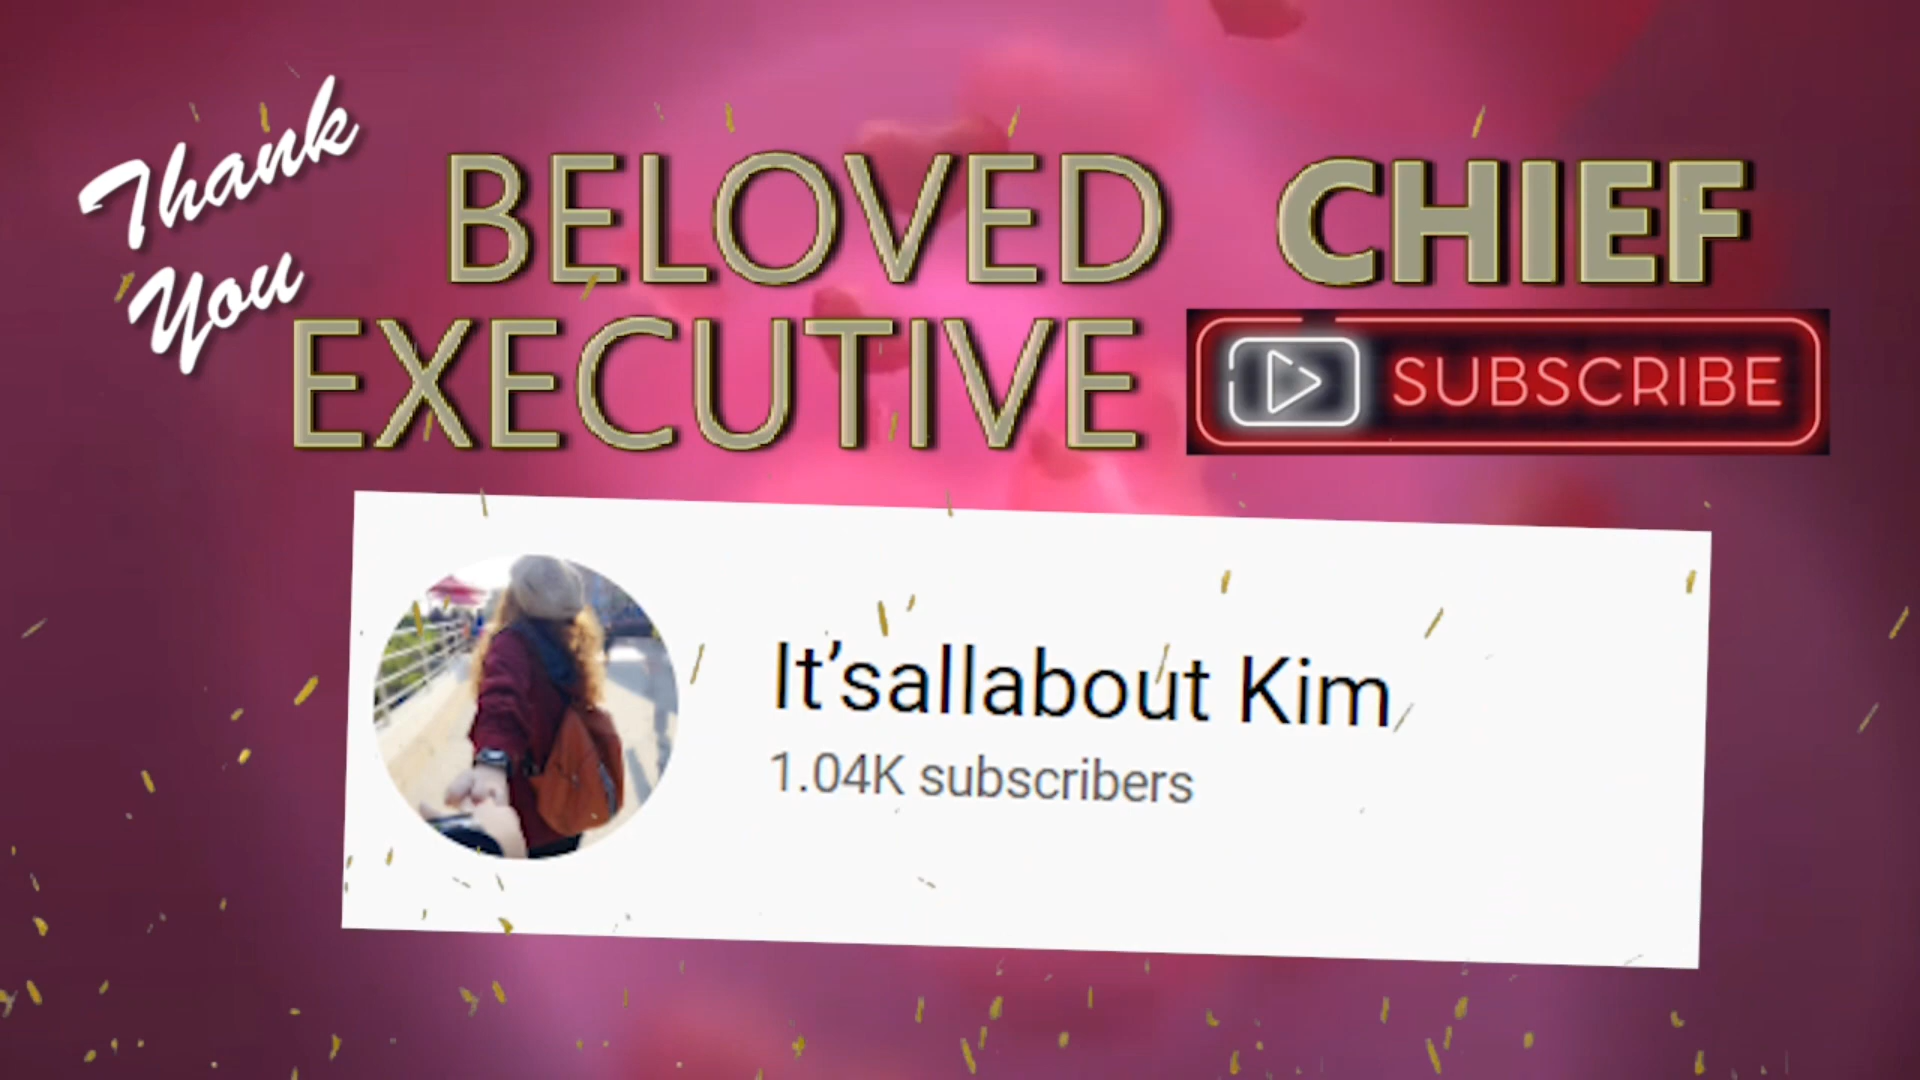 Thank
You
BELOVED CHIEF
EXECUTIVE SUBSCRIBE
It’sallabout Kim
1.04K subscribers